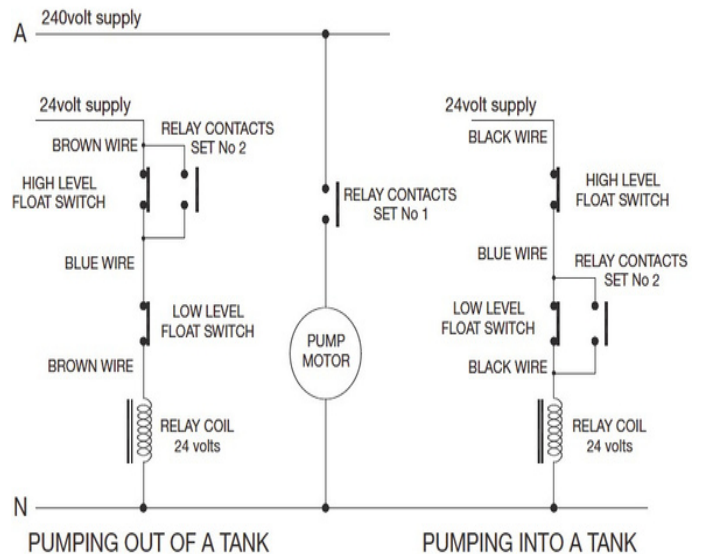 240volt supply
A
24volt supply
BROWN WIRE
RELAY CONTACTS
SET No 2
HIGH LEVEL
FLOAT SWITCH
BLUE WIRE
LOW LEVEL
FLOAT SWITCH
BROWN WIRE
RELAY COIL
24 volts
RELAY CONTACTS
SET No 1
PUMP
MOTOR
24volt supply
BLACK WIRE
HIGH LEVEL
FLOAT SWITCH
BLUE WIRE
RELAY CONTACTS
SET No 2
LOW LEVEL
FLOAT SWITCH
BLACK WIRE
RELAY COIL
24 volts
N
PUMPING OUT OF A TANK
PUMPING INTO A TANK